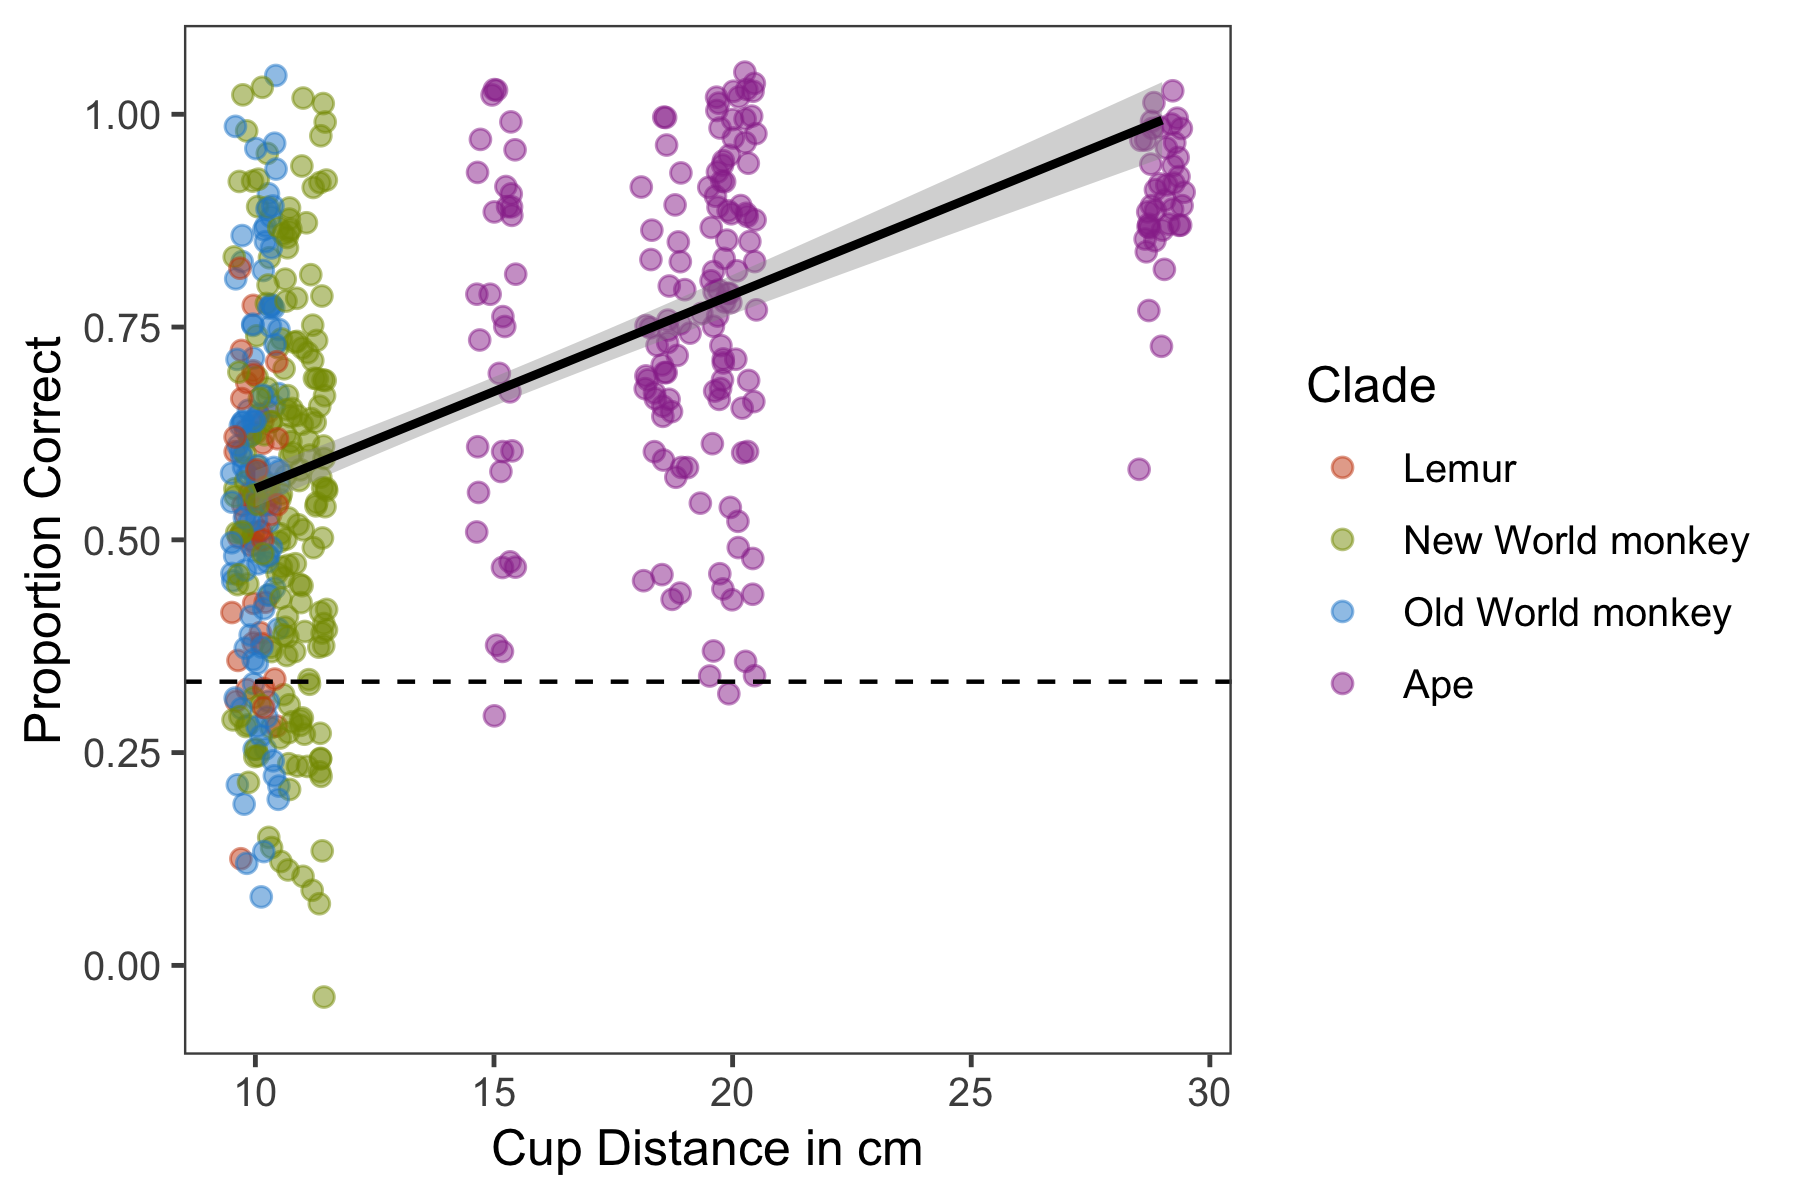 1.00
0.75
0.50
0.25
0.00
Proportion Correct
10
15
20
25
30
Cup Distance in cm
Clade
Lemur
New World monkey
Old World monkey
Ape